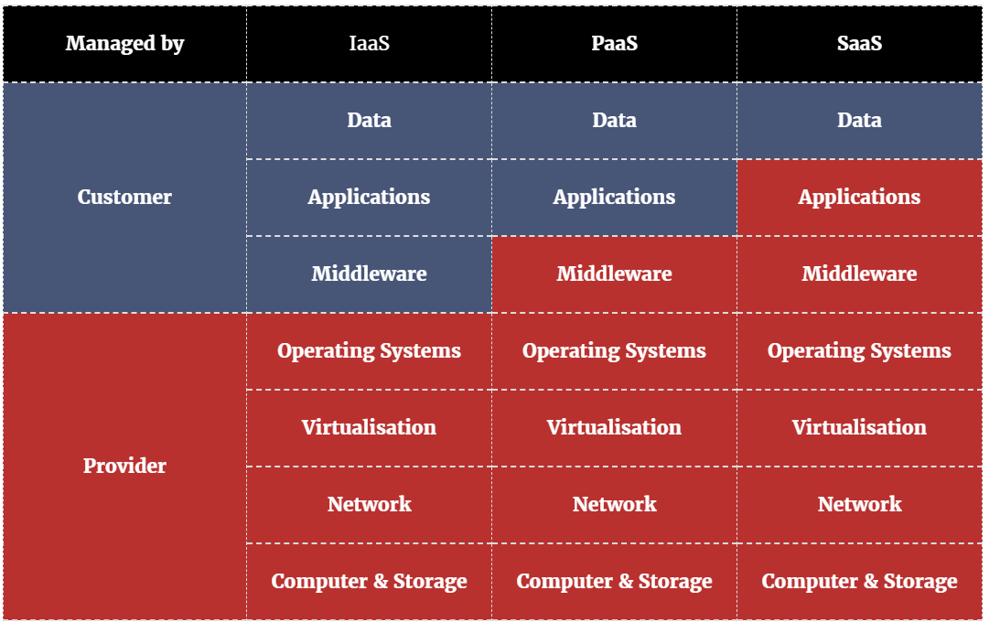 Managed by IaaS PaaS SaaS
Data Data Data
Customer Applications Applications Applications
Middleware Middleware Middleware
Operating Systems Operating Systems Operating Systems
Virtualisation Virtualisation Virtualisation
Provider
Network Network Network
Computer & Storage Computer & Storage Computer & Storage